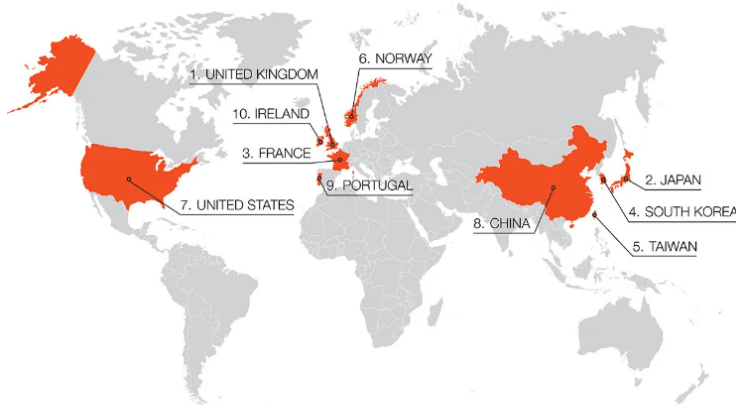 6. NORWAY
1. UNITED KINGDOM
10. IRELAND
3. FRANCE
9. PORTUGAL
7. UNITED STATES
2. JAPAN
4. SOUTH KOREA
8. CHINA
5. TAIWAN